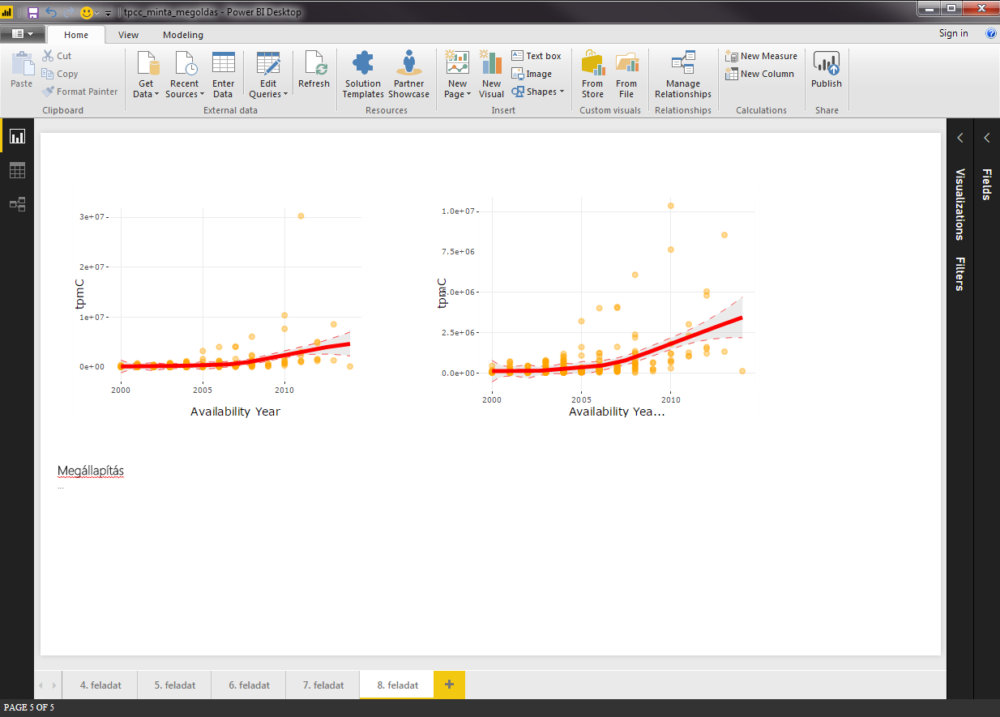 tpcc_minta_megoldas - Power BI Desktop
Home View Modeling Sign in
Paste
Cut
Copy
Format Painter
Clipboard
Get Data
Recent Sources
Enter Data
Edit Queries
External data
Refresh
Solution Templates
Partner Showcase
Resources
New Page
New Visual
Text box
Image
Shapes
Insert
From Store
From File
Custom visuals
Manage Relationships
Relationships
New Measure
New Column
Calculations
Publish
Share
3e+07
2e+07
1e+07
0e+00
tpmC
2000 2005 2010
Availability Year
1.0e+07
7.5e+06
5.0e+06
2.5e+06
0.0e+00
tpmC
2000 2005 2010
Availability Yea...
Megállapítás
...
Visualizations
Filters
Fields
4. feladat 5. feladat 6. feladat 7. feladat 8. feladat +
PAGE 5 OF 5